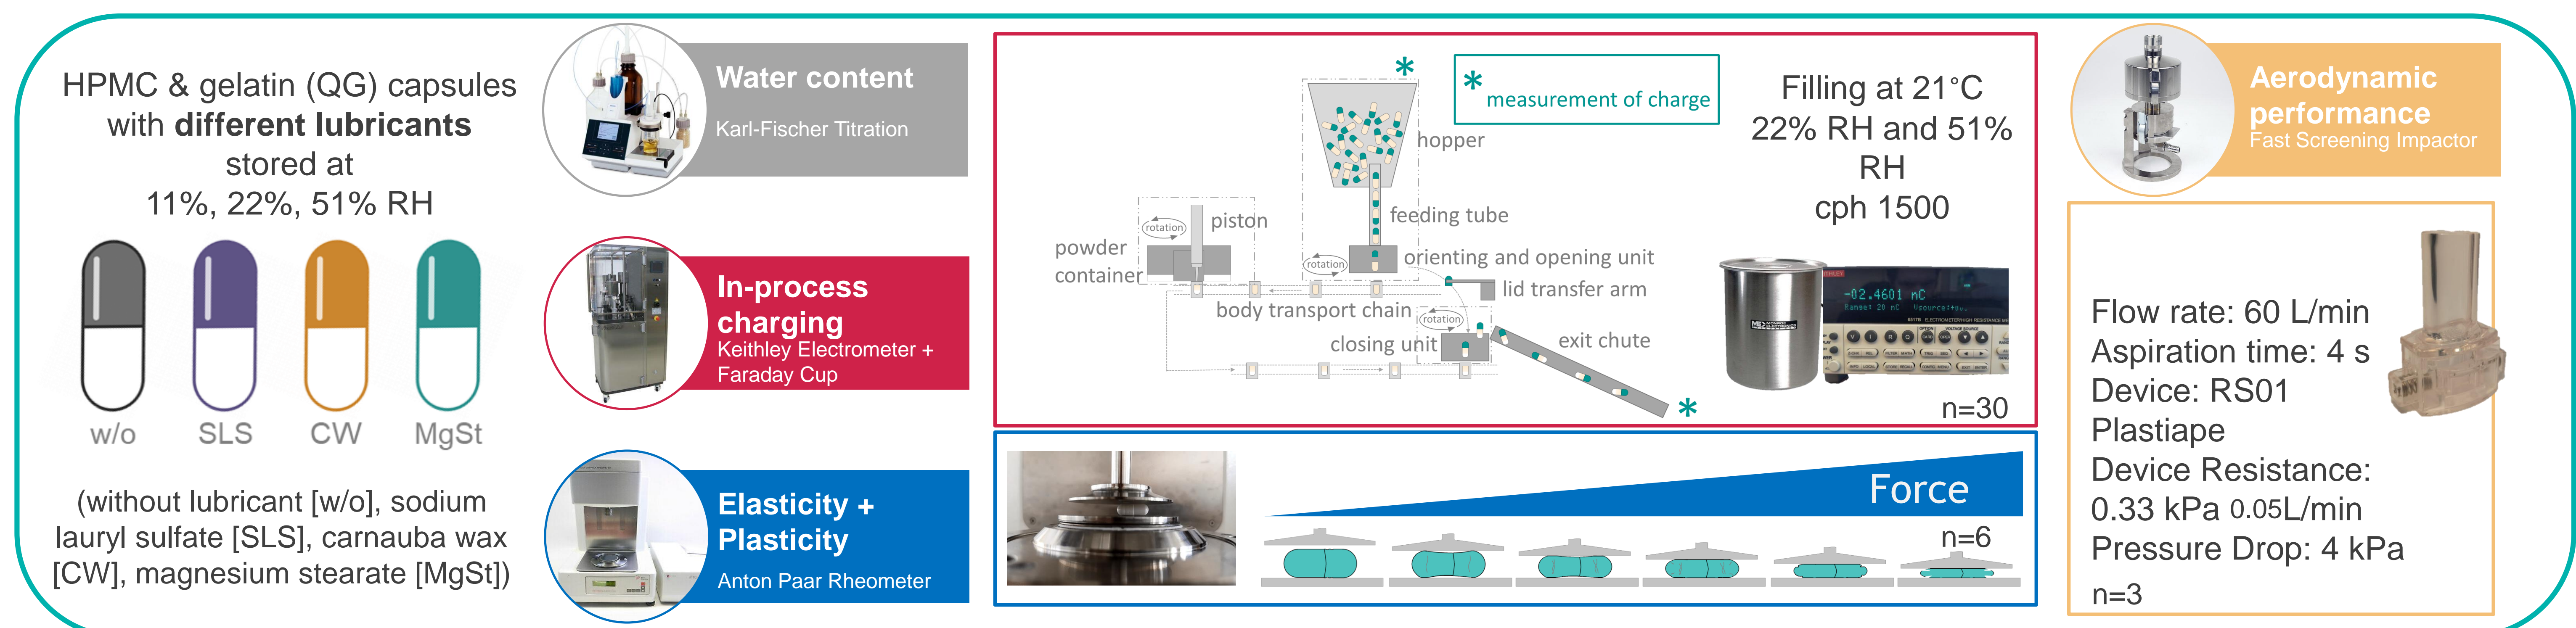 HPMC & gelatin (QG) capsules
with different lubricants
stored at
11%, 22%, 51% RH
w/o
SLS
CW
MgSt
(without lubricant [w/o], sodium
lauryl sulfate [SLS], carnauba wax
[CW], magnesium stearate [MgSt])
Water content
Karl-Fischer Titration
In-process
charging
Keithley Electrometer +
Faraday Cup
Elasticity +
Plasticity
Anton Paar Rheometer
*
* measurement of charge
hopper
feeding tube
piston
rotation
powder
container
rotation
orienting and opening unit
lid transfer arm
body transport chain
rotation
closing unit
exit chute
*
Filling at 21°C
22% RH and 51%
RH
cph 1500
-02.4601 nC
Range: 20 nC
n=30
Force
n=6
Aerodynamic
performance
Fast Screening Impactor
Flow rate: 60 L/min
Aspiration time: 4 s
Device: RS01
Plastiape
Device Resistance:
0.33 kPa 0.05L/min
Pressure Drop: 4 kPa
n=3